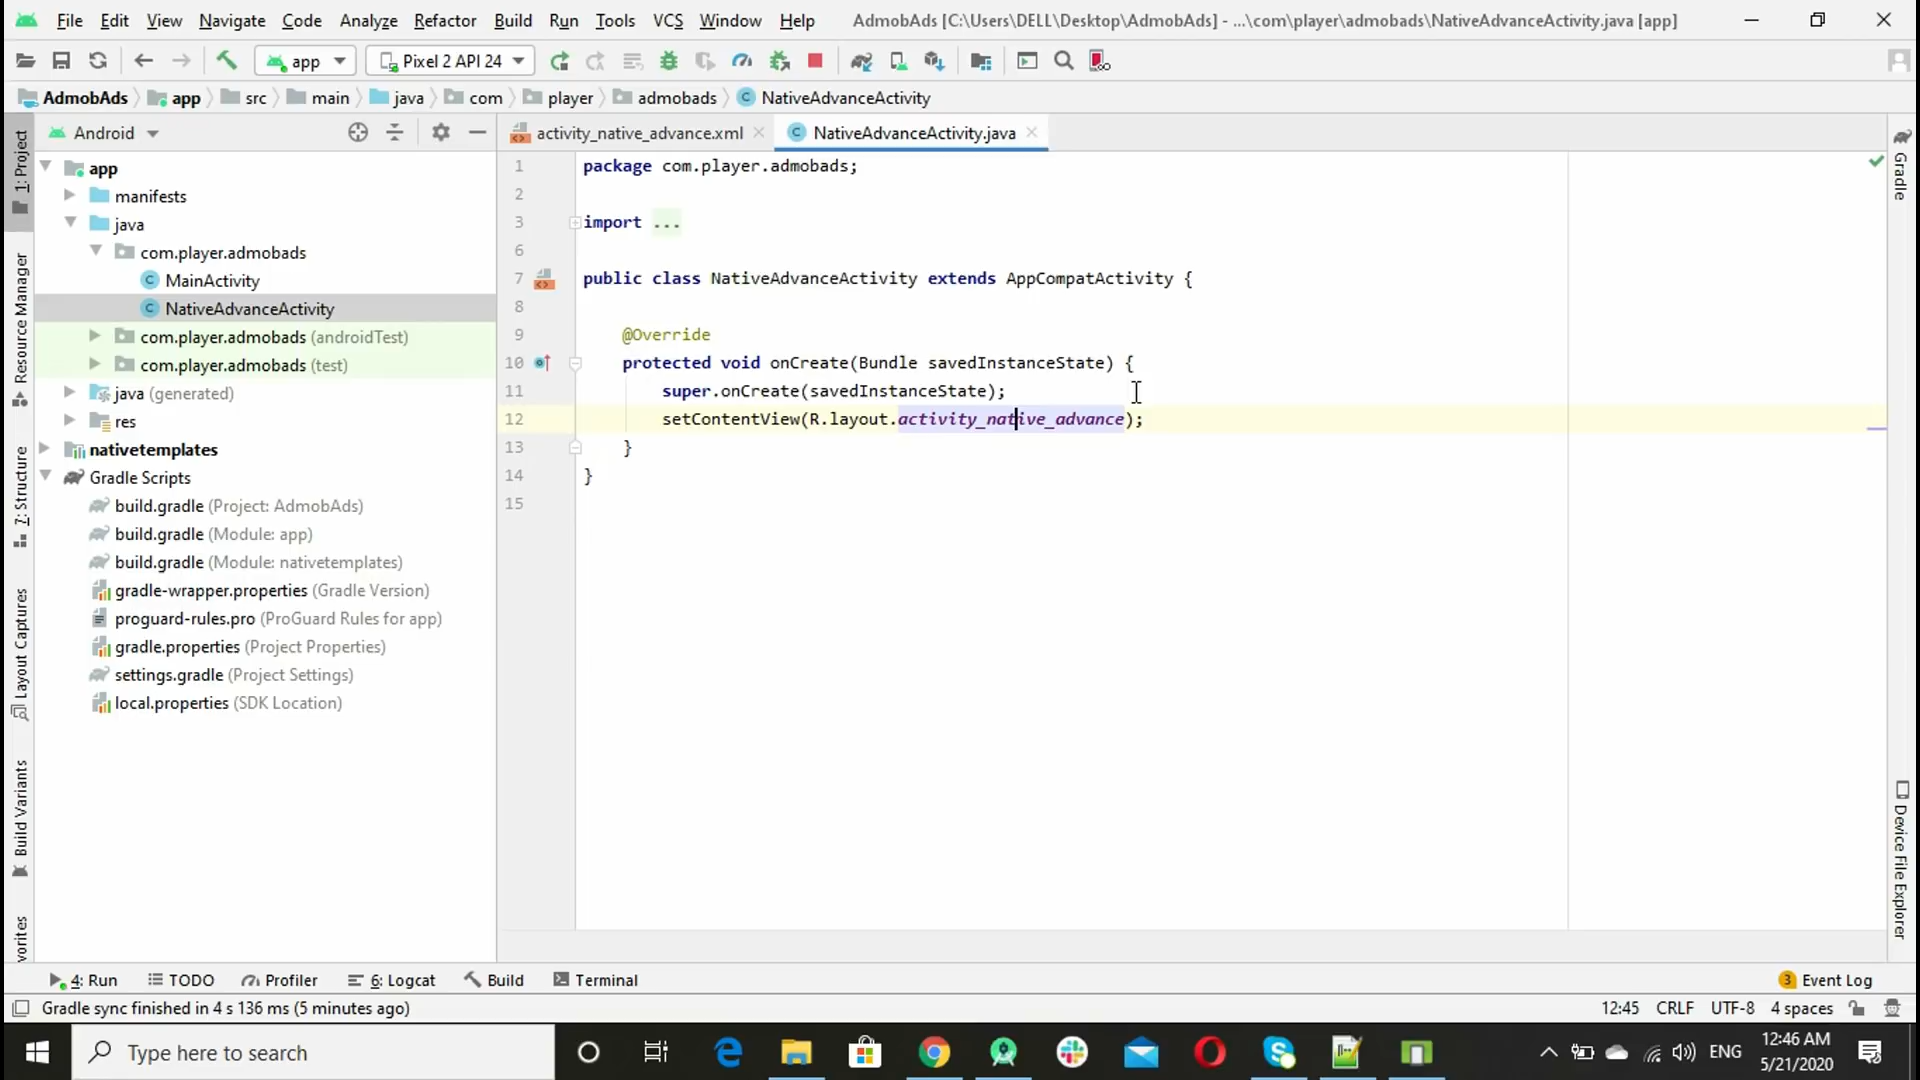 File Edit View Navigate Code Analyze Refactor Build Run Tools VCS Window Help AdmobAds [C:\Users\DELL\Desktop\AdmobAds] - ...\com\player\admobads\NativeAdvanceActivity.java [app]
app Pixel 2 API 24
AdmobAds app src main java com player admobads NativeAdvanceActivity
Android activity_native_advance.xml NativeAdvanceActivity.java
1: Project
Resource Manager
7: Structure
Layout Captures
Build Variants
vorites
app
manifests
java
com.player.admobads
MainActivity
NativeAdvanceActivity
com.player.admobads (androidTest)
com.player.admobads (test)
java (generated)
res
nativetemplates
Gradle Scripts
build.gradle (Project: AdmobAds)
build.gradle (Module: app)
build.gradle (Module: nativetemplates)
gradle-wrapper.properties (Gradle Version)
proguard-rules.pro (ProGuard Rules for app)
gradle.properties (Project Properties)
settings.gradle (Project Settings)
local.properties (SDK Location)
1 package com.player.admobads;
2
3 import ...
6
7 public class NativeAdvanceActivity extends AppCompatActivity {
8
9 @Override
10 protected void onCreate(Bundle savedInstanceState) {
11 super.onCreate(savedInstanceState);
12 setContentView(R.layout.activity_native_advance);
13 }
14 }
15
Gradle
Device File Explorer
4: Run TODO Profiler 6: Logcat Build Terminal 3 Event Log
Gradle sync finished in 4 s 136 ms (5 minutes ago) 12:45 CRLF UTF-8 4 spaces
Type here to search ENG 12:46 AM
5/21/2020